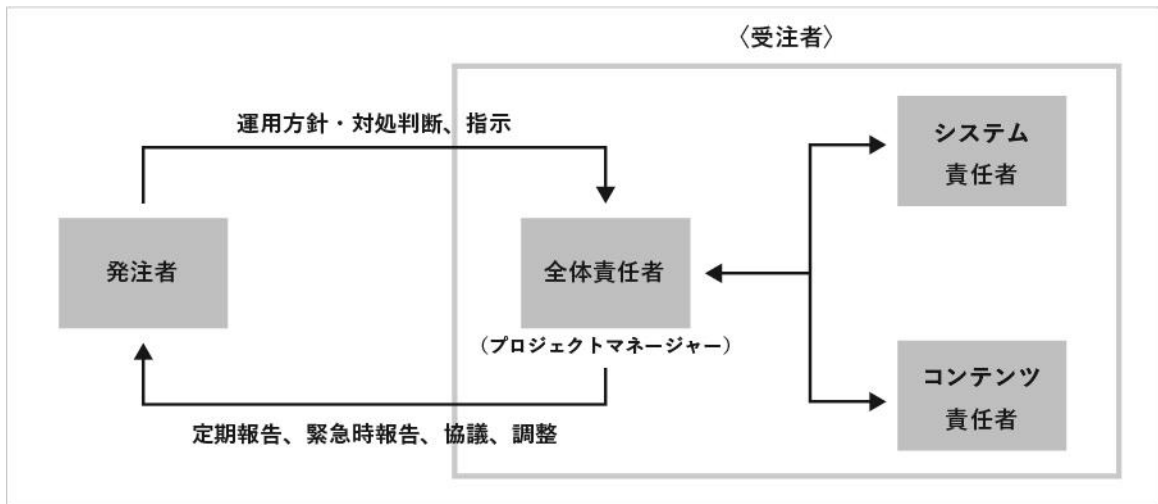 〈受注者〉
運用方針・対処判断、指示
システム
責任者
発注者
全体責任者
（プロジェクトマネージャー）
コンテンツ
責任者
定期報告、緊急時報告、協議、調整